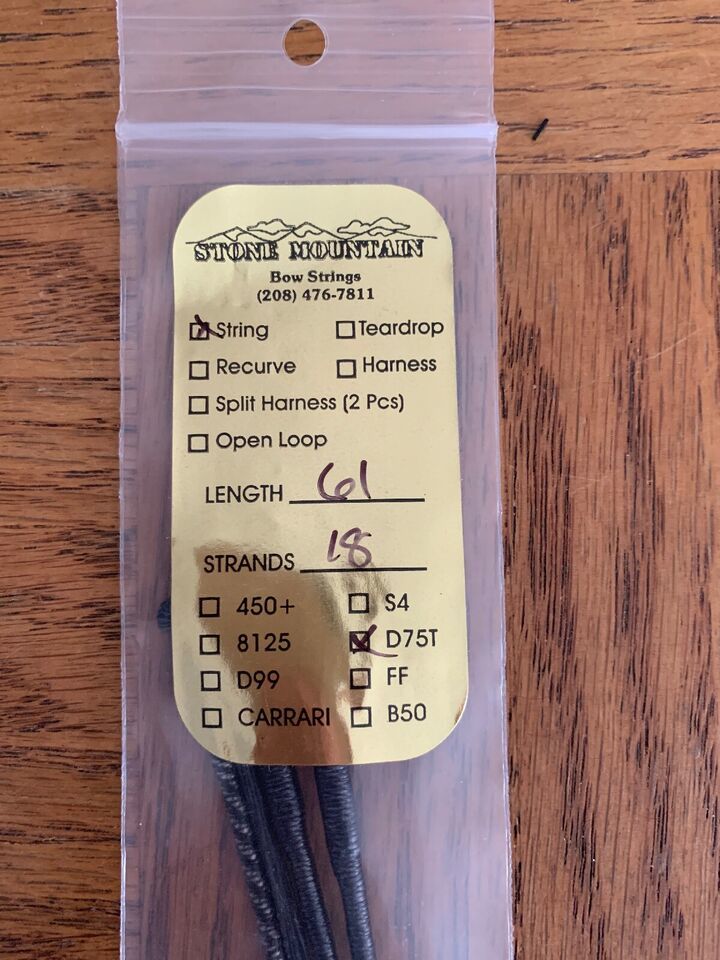 STONE MOUNTAIN
Bow Strings
(208) 476-7811
String Teardrop
Recurve Harness
Split Harness (2 Pcs)
Open Loop
LENGTH 61
STRANDS 18
450+ S4
8125 D75T
D99 FF
CARRARI B50